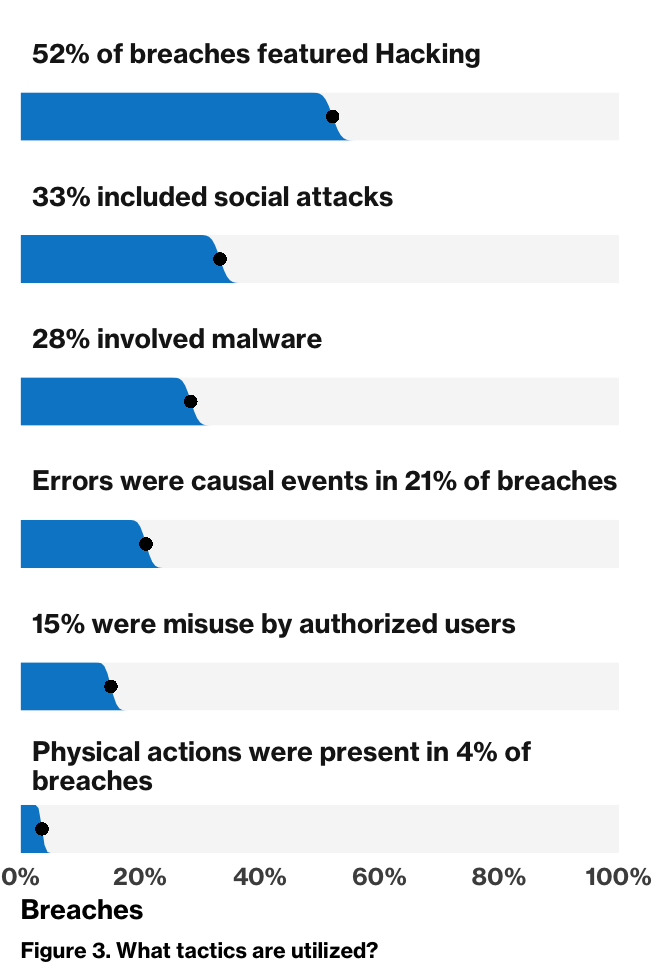 52% of breaches featured Hacking
33% included social attacks
28% involved malware
Errors were causal events in 21% of breaches
15% were misuse by authorized users
Physical actions were present in 4% of
breaches
0% 20% 40% 60% 80% 100%
Breaches
Figure 3. What tactics are utilized?